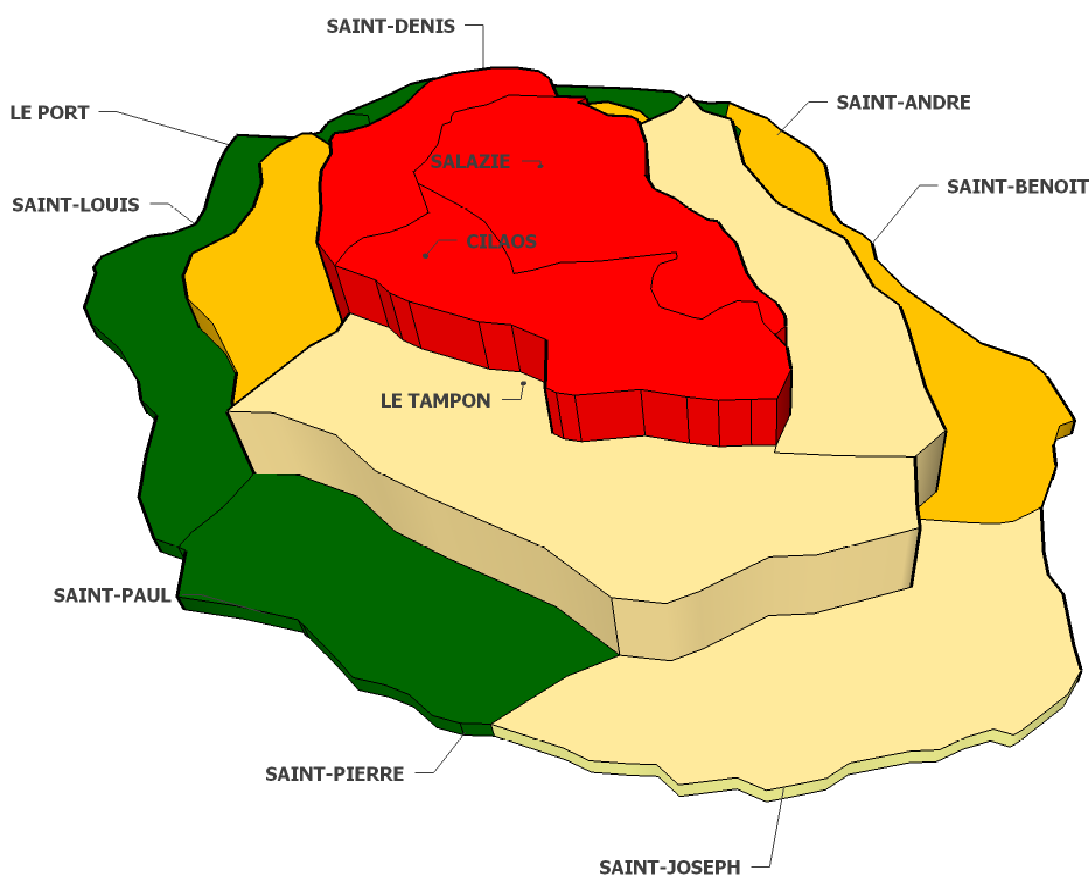 SAINT-DENIS
LE PORT
SAINT-ANDRE
SALAZIE
SAINT-BENOIT
SAINT-LOUIS
CILAOS
LE TAMPON
SAINT-PAUL
SAINT-PIERRE
SAINT-JOSEPH